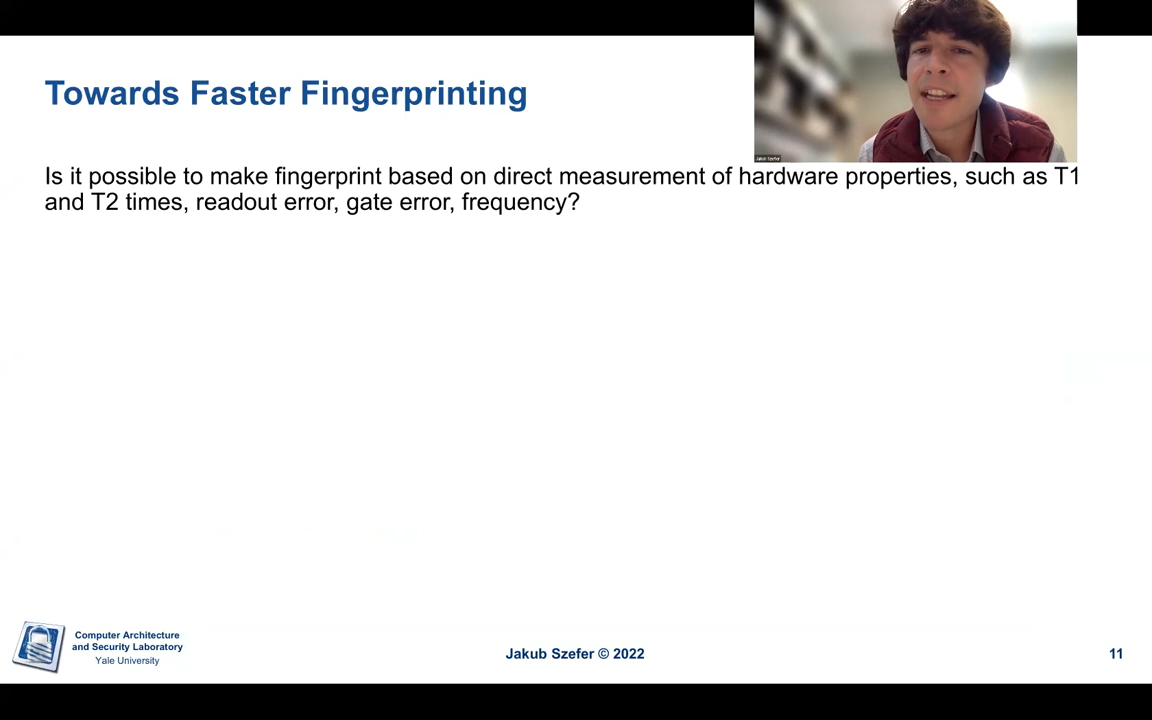 Towards Faster Fingerprinting
Jakub Szefer
Is it possible to make fingerprint based on direct measurement of hardware properties, such as T1
and T2 times, readout error, gate error, frequency?
Computer Architecture
and Security Laboratory
Yale University
Jakub Szefer © 2022
11